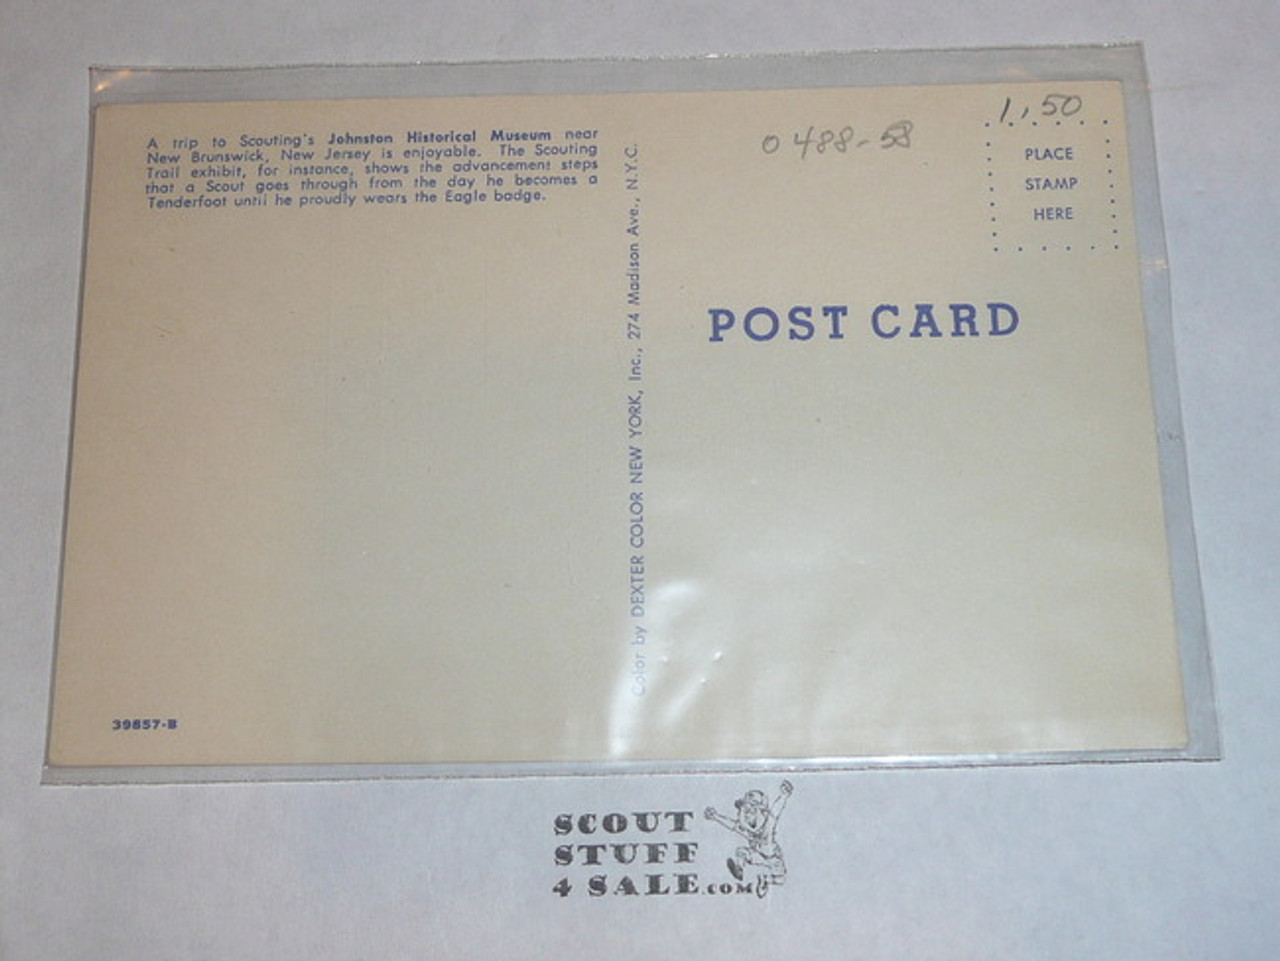 A trip to Scouting's Johnston Historical Museum near
New Brunswick, New Jersey is enjoyable. The Scouting
Trail exhibit, for instance, shows the advancement steps
that a Scout goes through from the day he becomes a
Tenderfoot until he proudly wears the Eagle badge.
39857-B
Color by DEXTER COLOR NEW YORK, Inc., 274 Madison Ave., N.Y.C.
0488-58
1.50
PLACE
STAMP
HERE
POST CARD
SCOUT
STUFF
4 SALE.COM